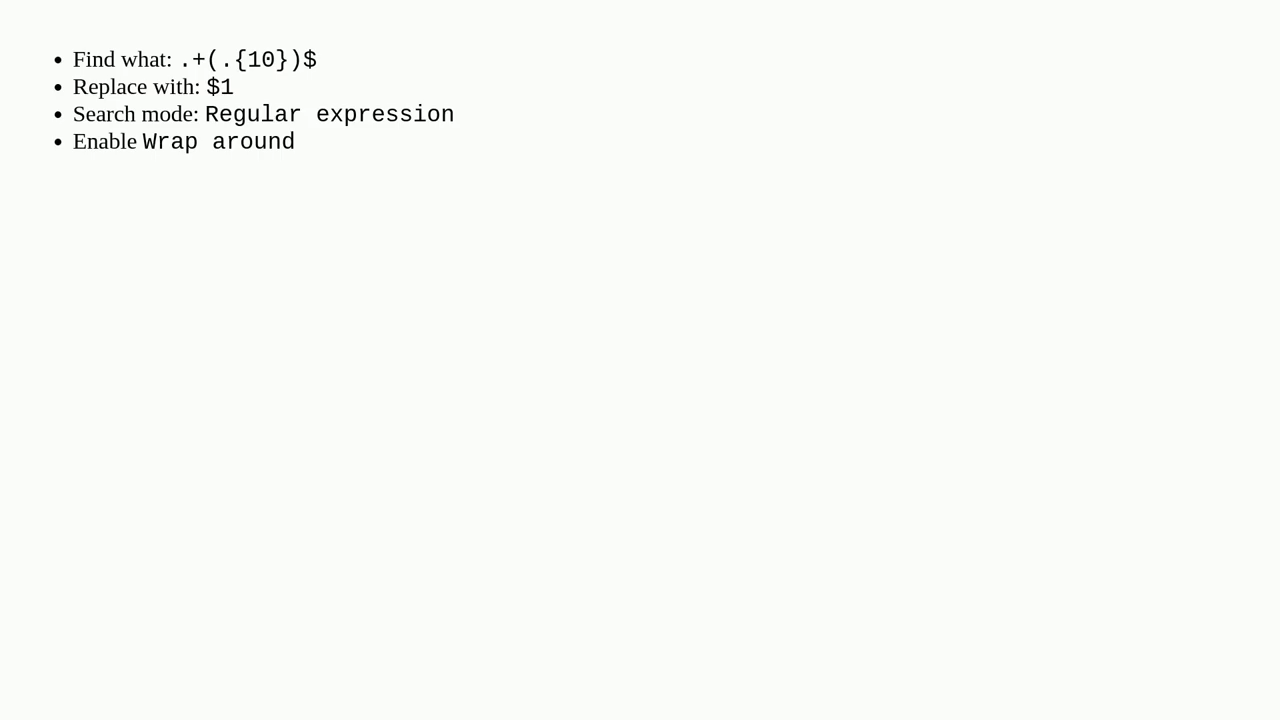 • Find what: .+(.{10})$
• Replace with: $1
• Search mode: Regular expression
• Enable Wrap around